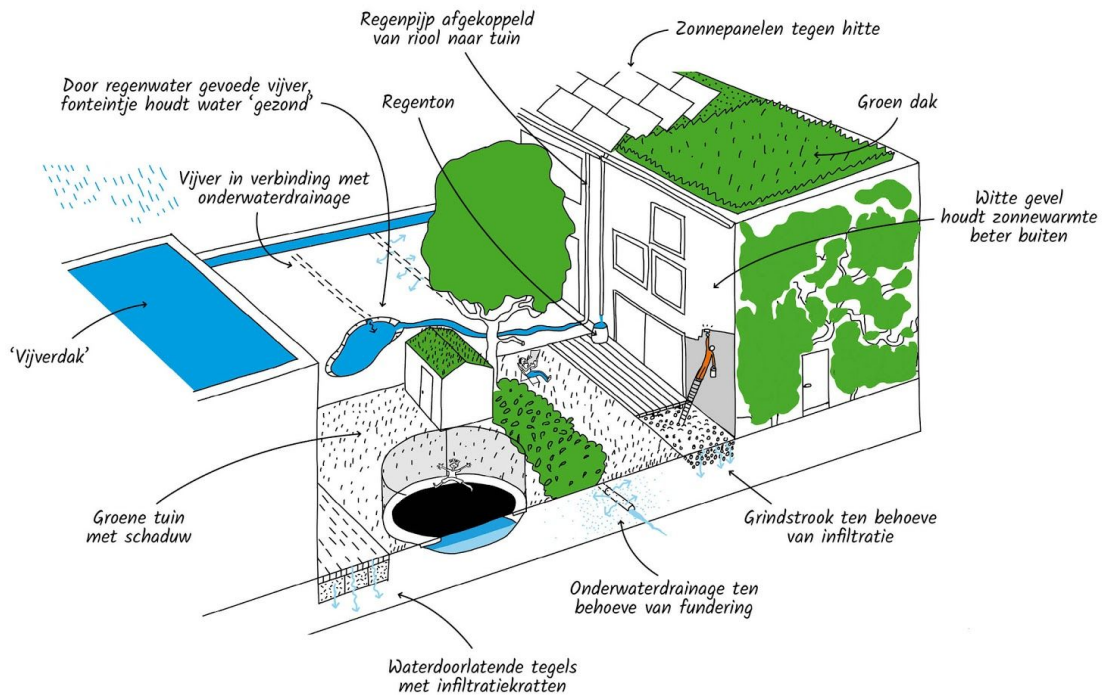 Regenpijp afgekoppeld
van riool naar tuin
Zonnepanelen tegen hitte
Door regenwater gevoede vijver,
fonteintje houdt water ‘gezond’
Regenton
Groen dak
Vijver in verbinding met
onderwaterdrainage
Witte gevel
houdt zonnewarmte
beter buiten
‘Vijverdak’
Groene tuin
met schaduw
Grindstrook ten behoeve
van infiltratie
Onderwaterdrainage ten
behoeve van fundering
Waterdoorlatende tegels
met infiltratiekratten